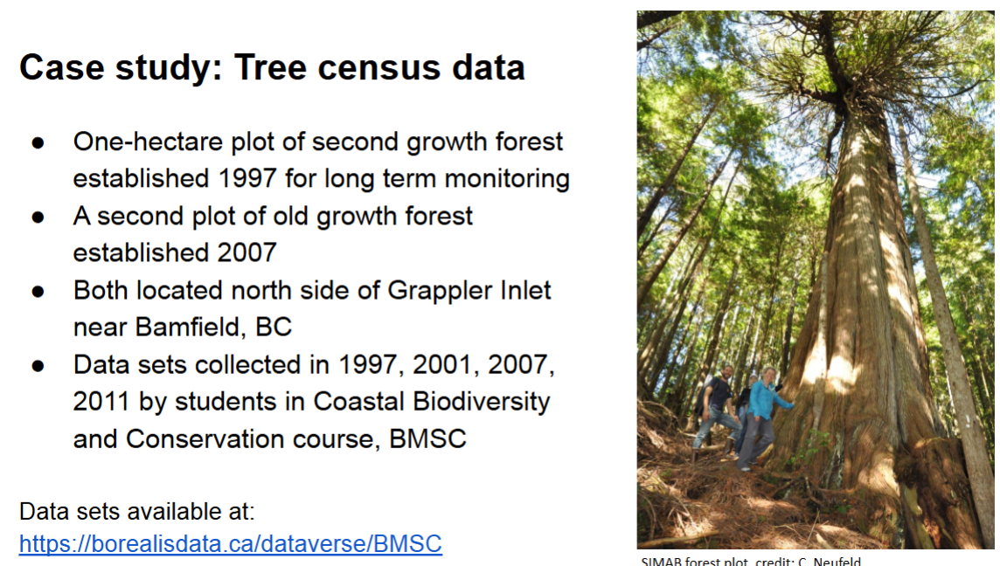 Case study: Tree census data
● One-hectare plot of second growth forest
established 1997 for long term monitoring
● A second plot of old growth forest
established 2007
● Both located north side of Grappler Inlet
near Bamfield, BC
● Data sets collected in 1997, 2001, 2007,
2011 by students in Coastal Biodiversity
and Conservation course, BMSC
Data sets available at:
https://borealisdata.ca/dataverse/BMSC
SIMAB forest plot, credit: C. Neufeld